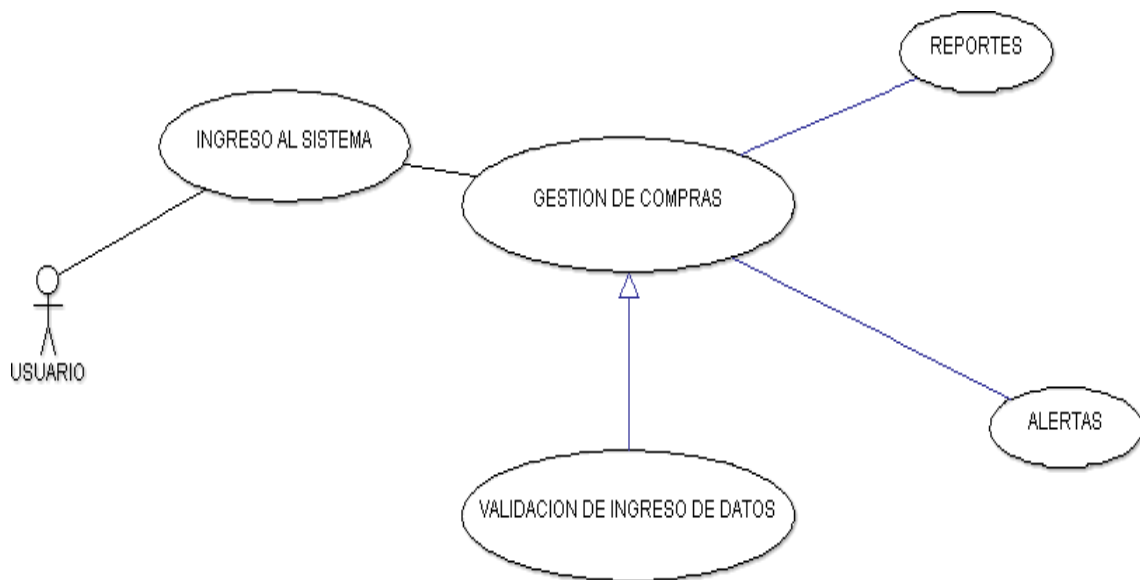 REPORTES
INGRESO AL SISTEMA
GESTION DE COMPRAS
USUARIO
ALERTAS
VALIDACION DE INGRESO DE DATOS